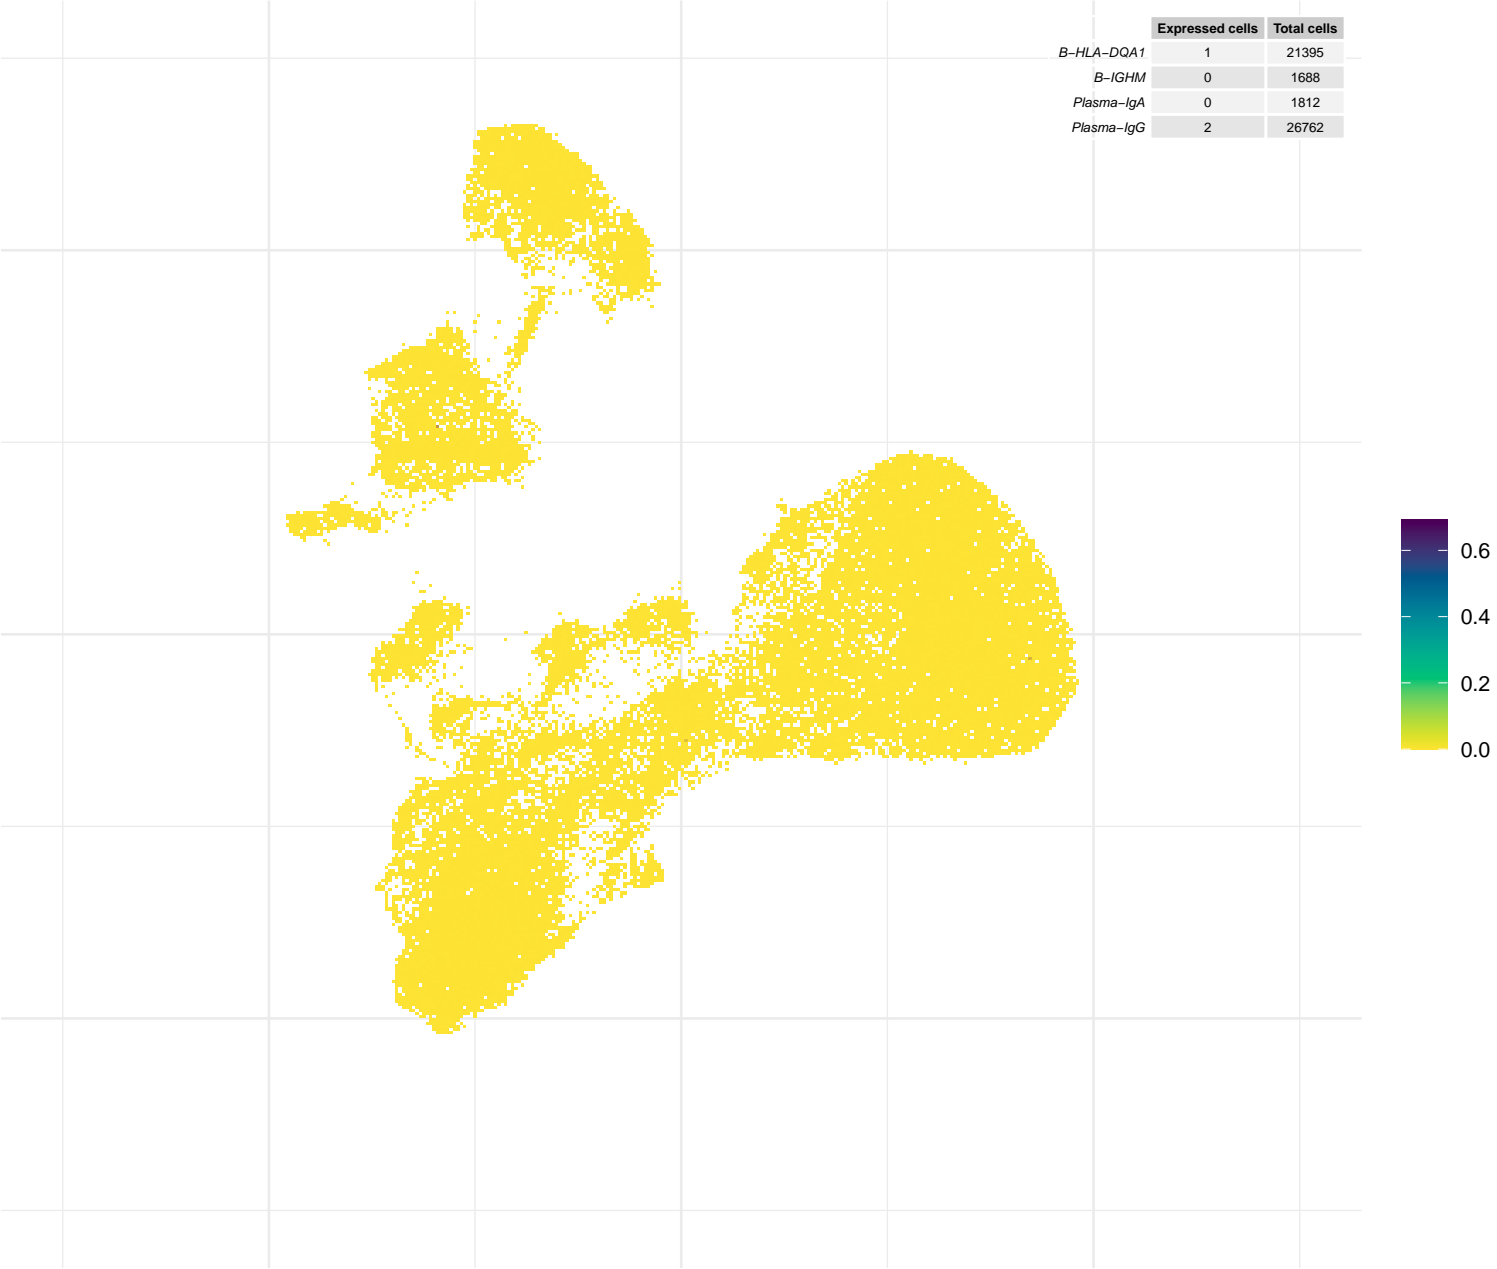 Expressed cells Total cells
B−HLA−DQA1 1 21395
B−IGHM 0 1688
Plasma−IgA 0 1812
Plasma−IgG 2 26762
0.6
0.4
0.2
0.0